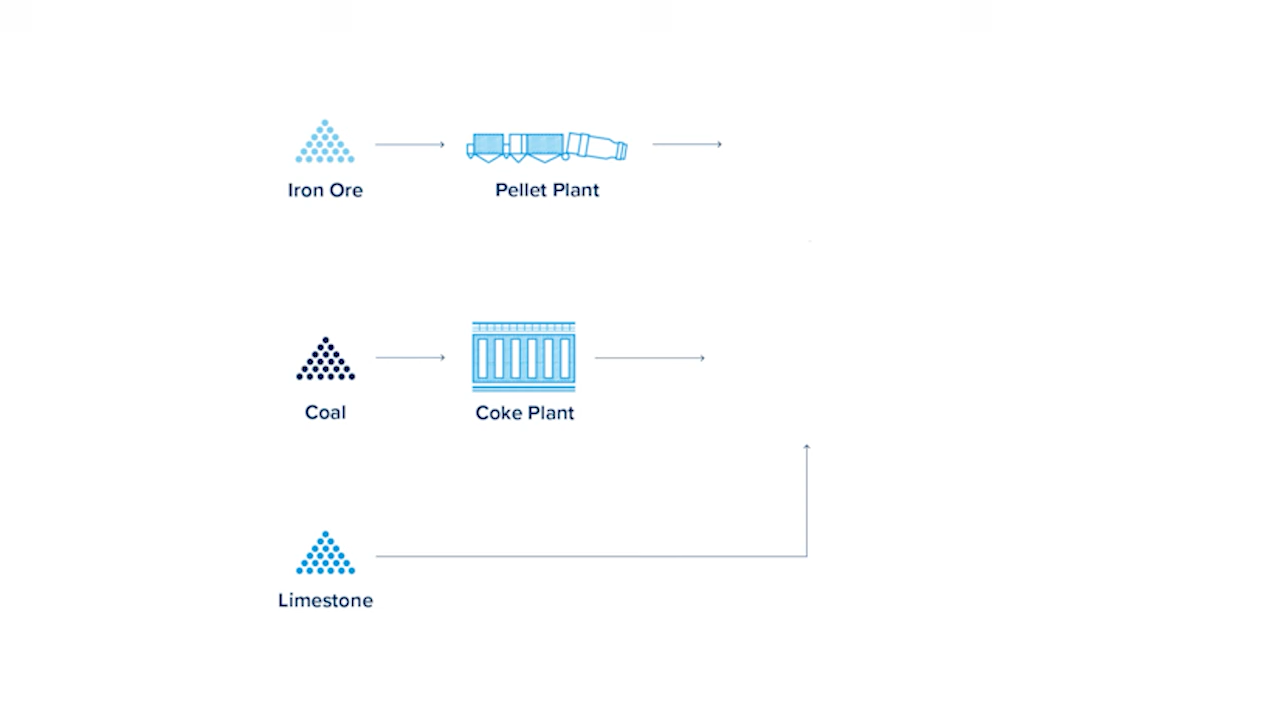 Iron Ore
Pellet Plant
Coal
Coke Plant
Limestone